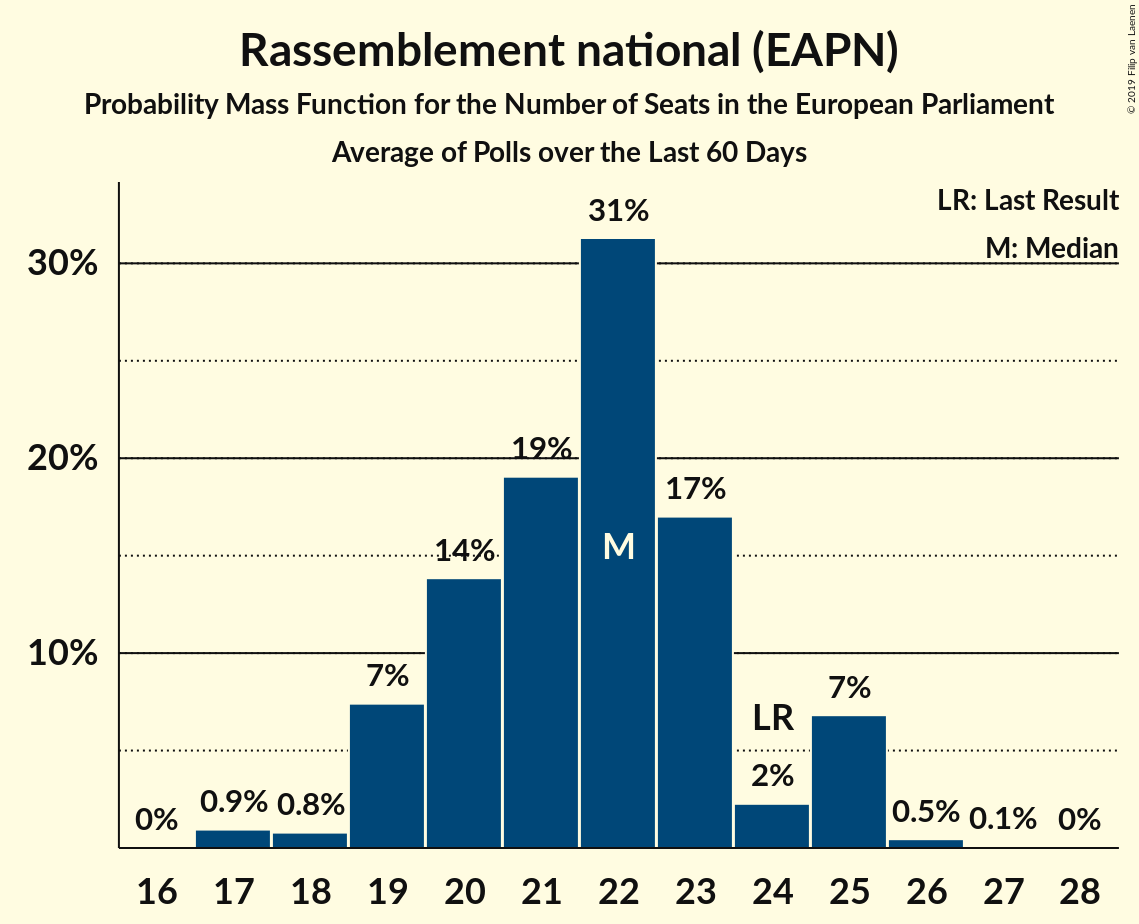 Rassemblement national (EAPN)
Probability Mass Function for the Number of Seats in the European Parliament
Average of Polls over the Last 60 Days
© 2019 Filip van Laenen
LR: Last Result
M: Median
30%
20%
10%
0%
0.9%
0.8%
7%
14%
19%
31%
M
17%
LR
2%
7%
0.5%
0.1%
0%
16 17 18 19 20 21 22 23 24 25 26 27 28